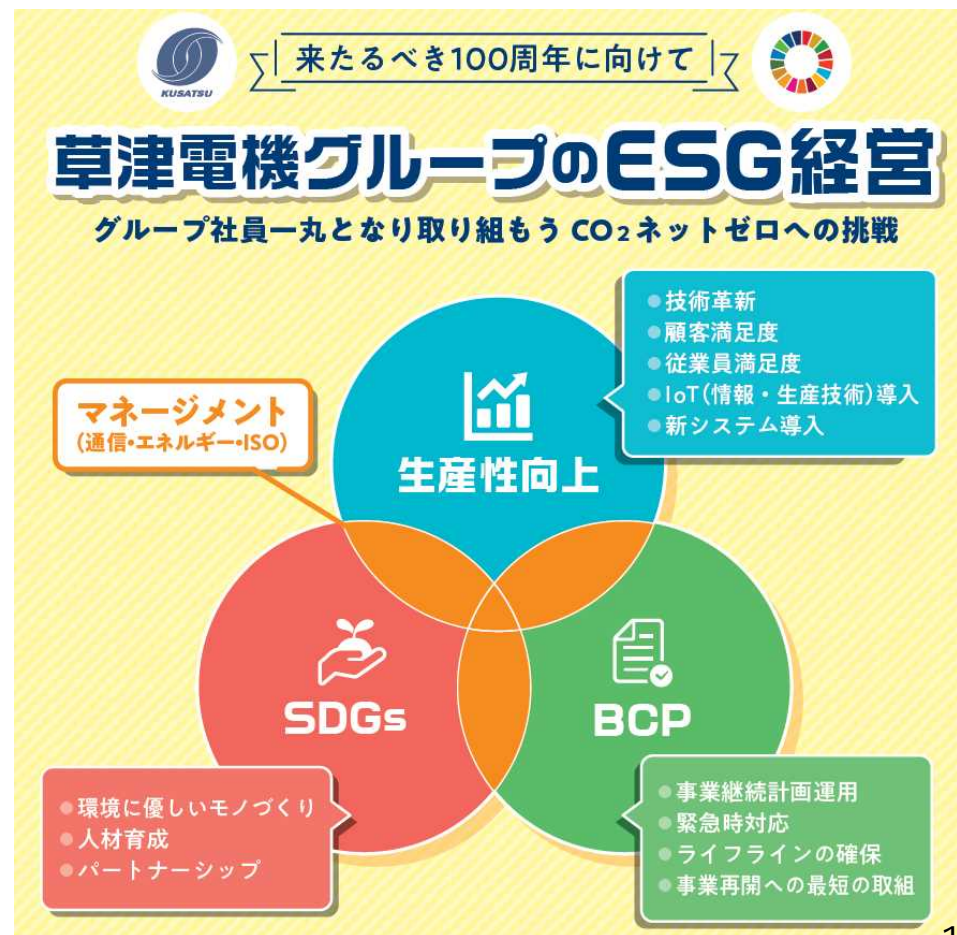 KUSATSU
来たるべき100周年に向けて
草津電機グループのESG経営
グループ社員一丸となり取り組もう CO₂ネットゼロへの挑戦
●技術革新
●顧客満足度
●従業員満足度
●IoT(情報・生産技術)導入
●新システム導入
マネージメント
(通信・エネルギー・ISO)
生産性向上
SDGs
BCP
●環境に優しいモノづくり
●人材育成
●パートナーシップ
●事業継続計画運用
●緊急時対応
●ライフラインの確保
●事業再開への最短の取組
1